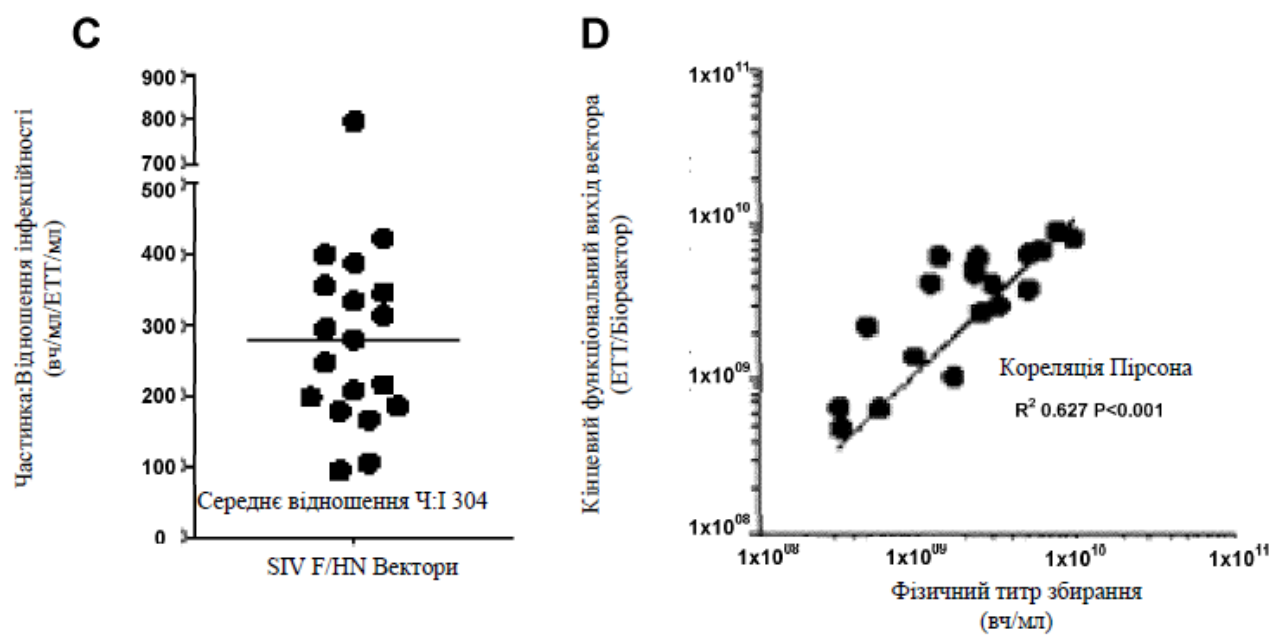 C
Частинка:Відношення інфекційності
(вч/мл/ЕТТ/мл)
900
800
700
500
400
300
200
100
0
Середнє відношення Ч:І 304
SIV F/HN Вектори
D
Кінцевий функціональний вихід вектора
(ЕТТ/Біореактор)
1x10¹¹
1x10¹⁰
1x10⁰⁹
1x10⁰⁸
Кореляція Пірсона
R² 0.627 P<0.001
1x10⁰⁸
1x10⁰⁹
1x10¹⁰
1x10¹¹
Фізичний титр збирання
(вч/мл)